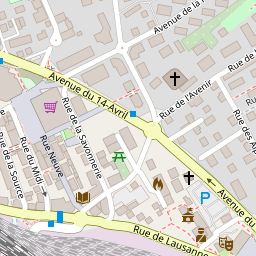 Avenue de
Avenue du 14-Avril
Rue de l'Avenir
Rue de
Rue de la Savonnerie
Rue Neuve
Rue du Midi
Rue de la Source
Rue des
Avenue du
Rue de Lausanne
P